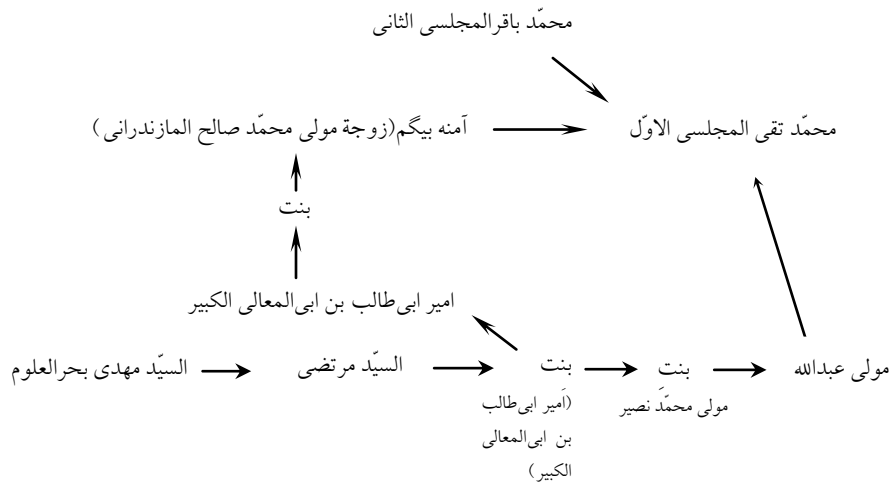 محمّد باقرالمجلسی الثانی
محمّد تقی المجلسی الاوّل
آمنه بیگم(زوجة مولی محمّد صالح المازندرانی)
بنت
امیر ابی‌طالب بن ابی‌المعالی الکبیر
مولی عبدالله
بنت
مولی محمّدَ نصیر
بنت
(اَمیر ابی‌طالب
بن ابی‌المعالی
الکبیر)
السیّد مرتضی
السیّد مهدی بحرالعلوم